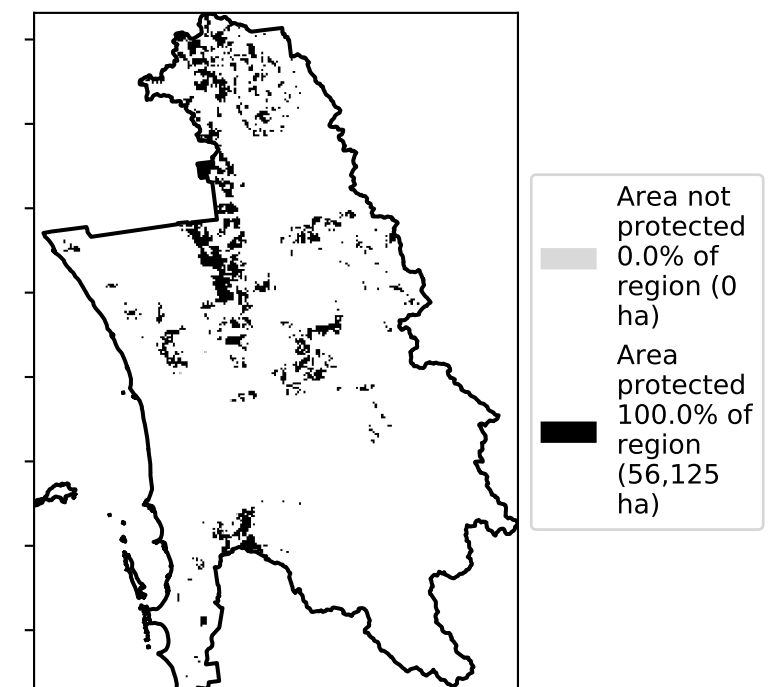 Area not
protected
0.0% of
region (0
ha)
Area
protected
100.0% of
region
(56,125
ha)